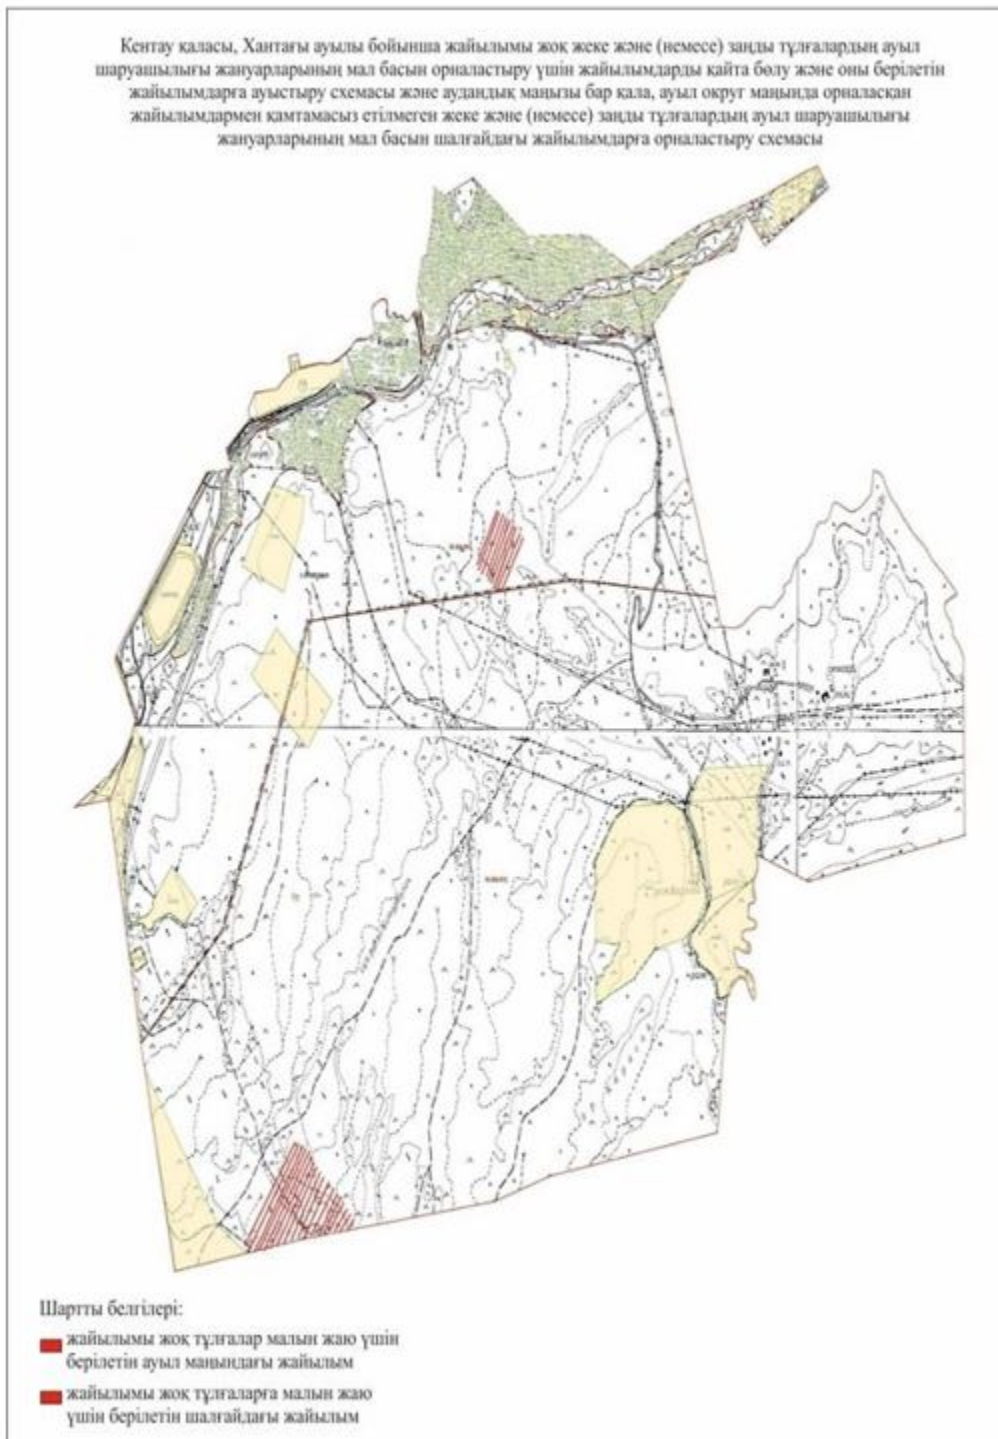 Кентау қаласы, Хантағы ауылы бойынша жайылымы жоқ жеке және (немесе) заңды тұлғалардың ауыл
шаруашылығы жануарларының мал басын орналастыру үшін жайылымдарды қайта бөлу және оны берілетін
жайылымдарға ауыстыру схемасы және аудандық маңызы бар қала, ауыл округ маңында орналасқан
жайылымдармен қамтамасыз етілмеген жеке және (немесе) заңды тұлғалардың ауыл шаруашылығы
жануарларының мал басын шалғайдағы жайылымдарға орналастыру схемасы
Шартты белгілері:
жайылымы жоқ тұлғалар малын жаю үшін
берілетін ауыл маңындағы жайылым
жайылымы жоқ тұлғаларға малын жаю
үшін берілетін шалғайдағы жайылым